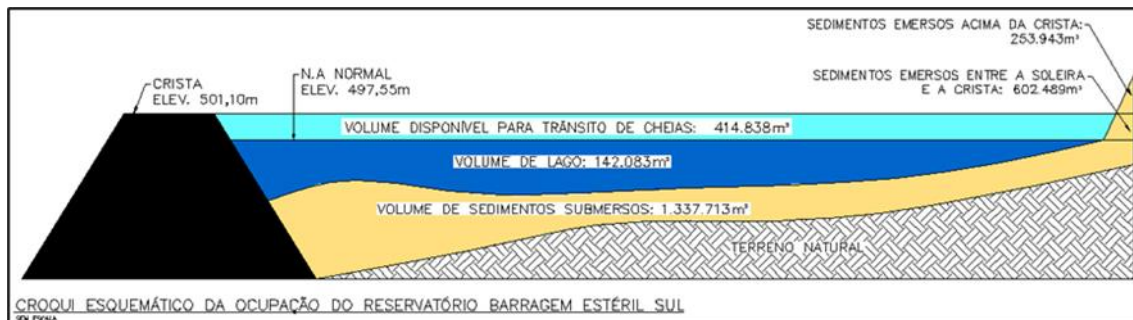 SEDIMENTOS EMERSOS ACIMA DA CRISTA:
253.943m³
N.A NORMAL
ELEV. 497,55m
SEDIMENTOS EMERSOS ENTRE A SOLEIRA
E A CRISTA: 602.489m³
CRISTA
ELEV. 501,10m
VOLUME DISPONÍVEL PARA TRÂNSITO DE CHEIAS: 414.838m³
VOLUME DE LAGO: 142.083m³
VOLUME DE SEDIMENTOS SUBMERSOS: 1.337.713m³
TERRENO NATURAL
CROQUI ESQUEMÁTICO DA OCUPAÇÃO DO RESERVATÓRIO BARRAGEM ESTÉRIL SUL